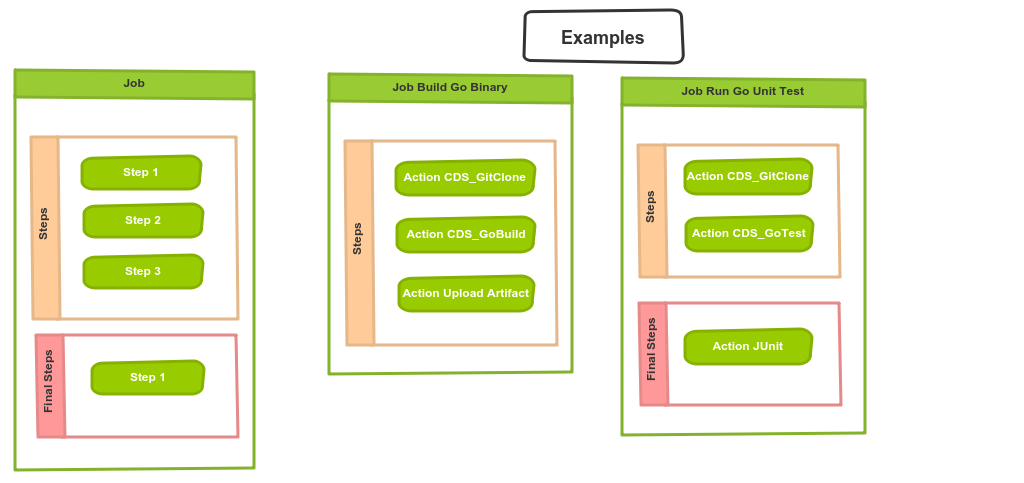 Examples
Job
Steps
Step 1
Step 2
Step 3
Final Steps
Step 1
Job Build Go Binary
Steps
Action CDS_GitClone
Action CDS_GoBuild
Action Upload Artifact
Job Run Go Unit Test
Steps
Action CDS_GitClone
Action CDS_GoTest
Final Steps
Action JUnit